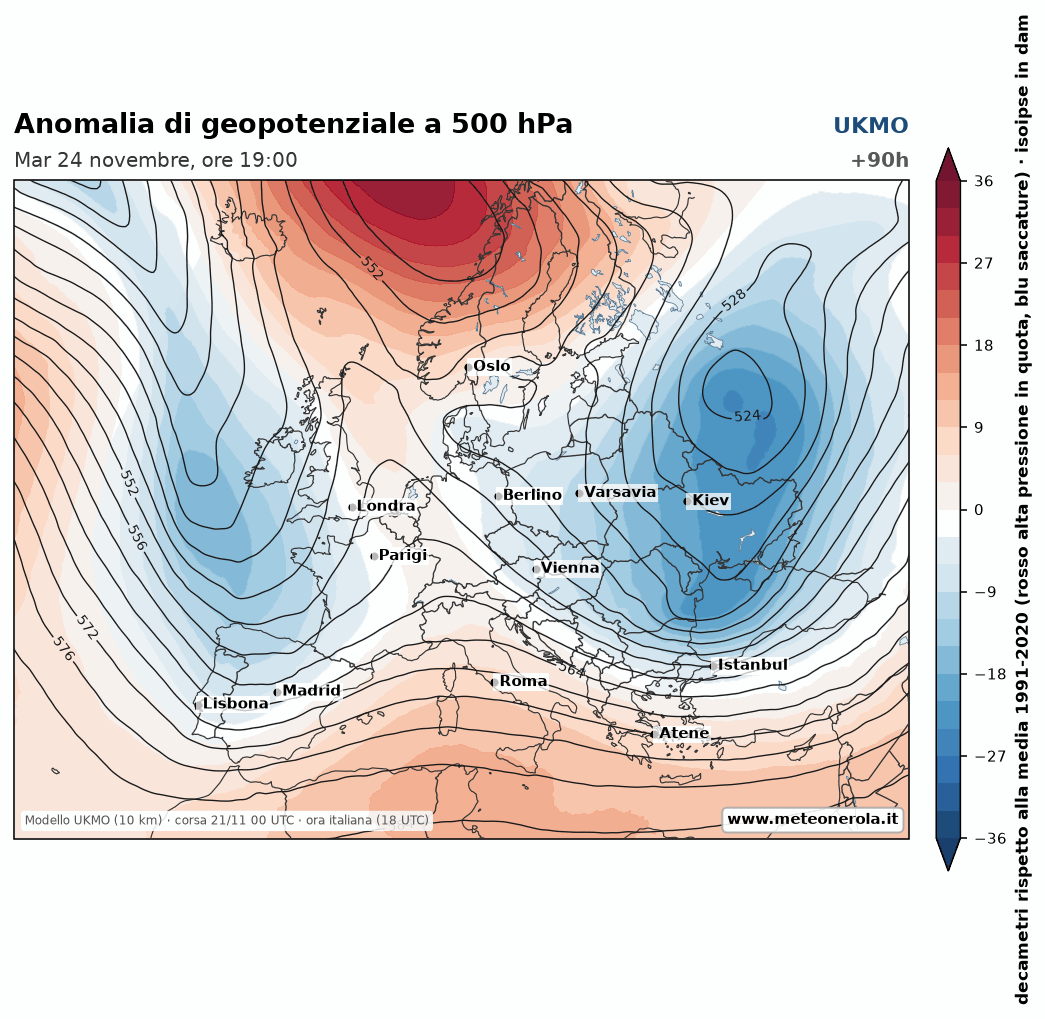 Anomalia di geopotenziale a 500 hPa
UKMO
Mar 24 novembre, ore 19:00
+90h
552
528
Oslo
524
552
Berlino
Varsavia
Kiev
Londra
556
Parigi
Vienna
572
576
564
Istanbul
Roma
Madrid
Lisbona
Atene
Modello UKMO (10 km) · corsa 21/11 00 UTC · ora italiana (18 UTC)
www.meteonerola.it
36
27
18
9
0
−9
−18
−27
−36
decametri rispetto alla media 1991-2020 (rosso alta pressione in quota, blu saccature) · isoipse in dam